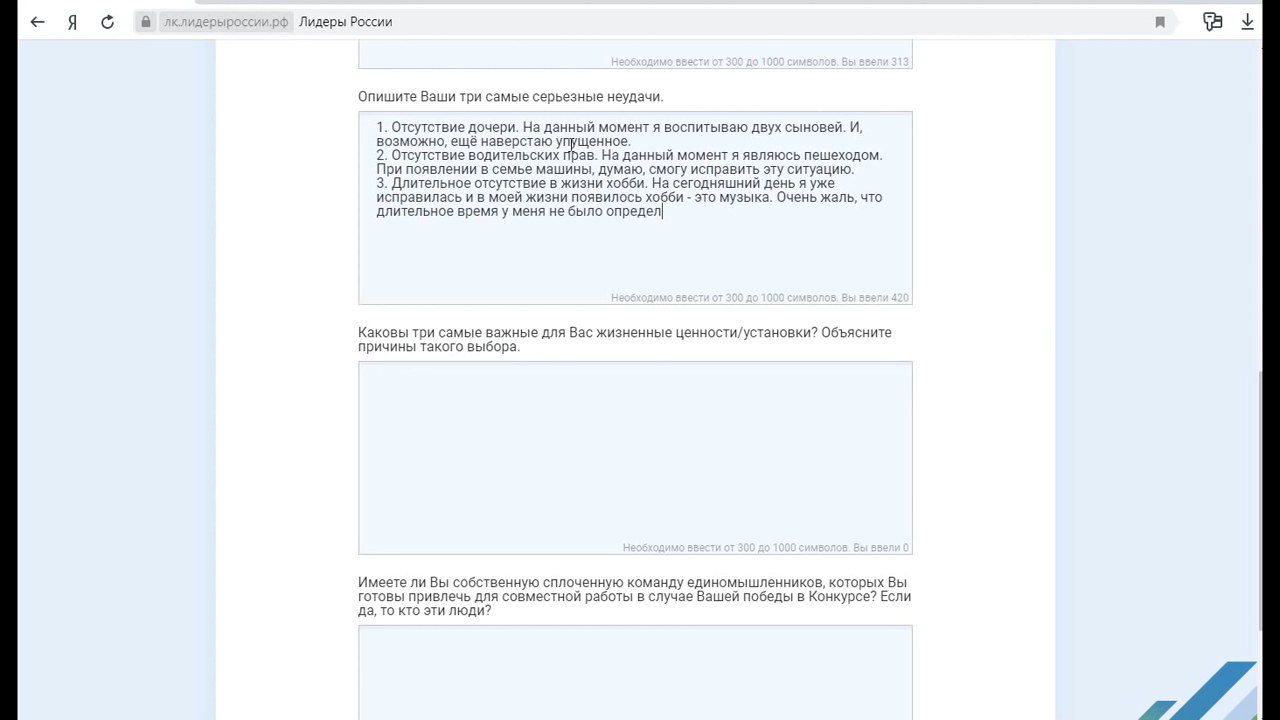 лк.лидерыроссии.рф Лидеры России
Необходимо ввести от 300 до 1000 символов. Вы ввели 313
Опишите Ваши три самые серьезные неудачи.
1. Отсутствие дочери. На данный момент я воспитываю двух сыновей. И,
возможно, ещё наверстаю упущенное.
2. Отсутствие водительских прав. На данный момент я являюсь пешеходом.
При появлении в семье машины, думаю, смогу исправить эту ситуацию.
3. Длительное отсутствие в жизни хобби. На сегодняшний день я уже
исправилась и в моей жизни появилось хобби - это музыка. Очень жаль, что
длительное время у меня не было определ
Необходимо ввести от 300 до 1000 символов. Вы ввели 420
Каковы три самые важные для Вас жизненные ценности/установки? Объясните
причины такого выбора.
Необходимо ввести от 300 до 1000 символов. Вы ввели 0
Имеете ли Вы собственную сплоченную команду единомышленников, которых Вы
готовы привлечь для совместной работы в случае Вашей победы в Конкурсе? Если
да, то кто эти люди?